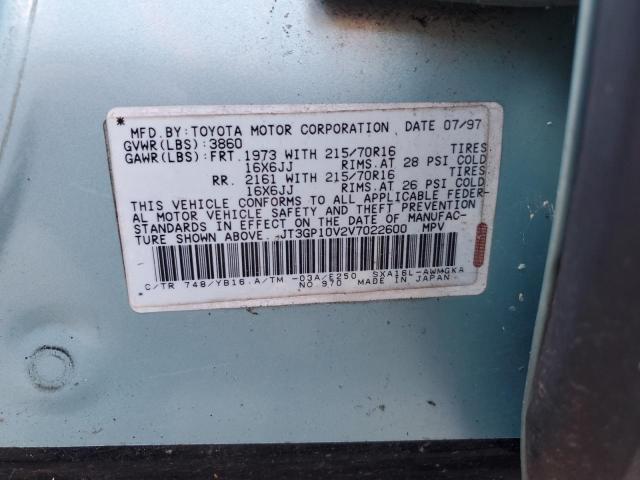 *
MFD.BY:TOYOTA MOTOR CORPORATION DATE 07/97
GVWR(LBS):3860
GAWR(LBS):FRT. 1973 WITH 215/70R16 TIRES
16X6JJ RIMS.AT 28 PSI COLD
RR. 2161 WITH 215/70R16 TIRES
16X6JJ RIMS.AT 26 PSI COLD
THIS VEHICLE CONFORMS TO ALL APPLICABLE FEDER-
AL MOTOR VEHICLE SAFETY AND THEFT PREVENTION
STANDARDS IN EFFECT ON THE DATE OF MANUFAC-
TURE SHOWN ABOVE. JT3GP10V2V7022600 MPV
C/TR 748/YB16.A/TM -03A/E250 SXA16L-AWMGKA
NO 970 MADE IN JAPAN